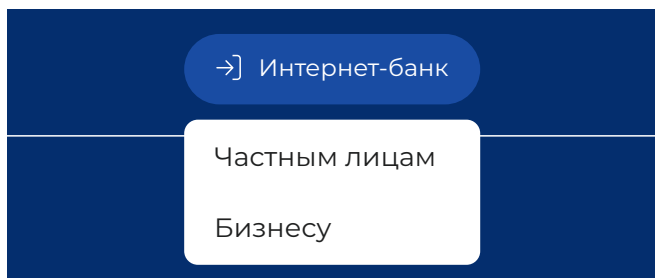 Интернет-банк
Частным лицам
Бизнесу